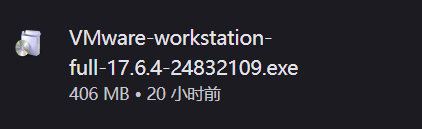 VMware-workstation-
full-17.6.4-24832109.exe
406 MB • 20 小时前